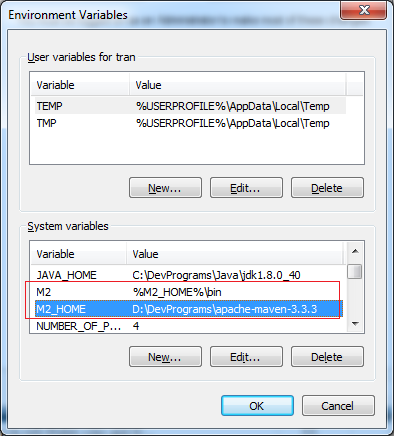 Environment Variables
User variables for tran
Variable Value
TEMP %USERPROFILE%\AppData\Local\Temp
TMP %USERPROFILE%\AppData\Local\Temp
New... Edit... Delete
System variables
Variable Value
JAVA_HOME C:\DevPrograms\Java\jdk1.8.0_40
M2 %M2_HOME%\bin
M2_HOME D:\DevPrograms\apache-maven-3.3.3
NUMBER_OF_P... 4
New... Edit... Delete
OK Cancel